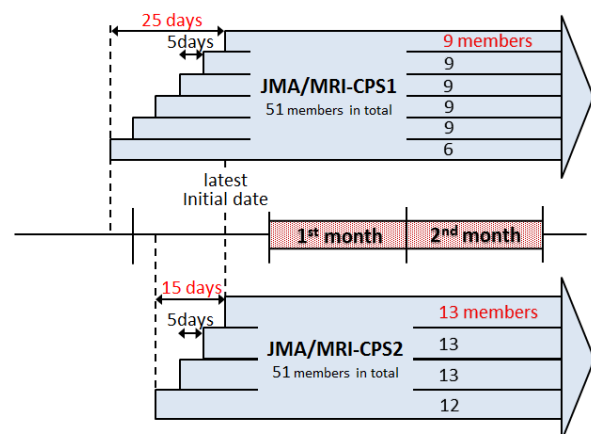 25 days
5days
9 members
9
JMA/MRI-CPS1
9
51 members in total
9
9
6
latest
Initial date
1st month
2nd month
15 days
5days
13 members
13
JMA/MRI-CPS2
51 members in total
13
12